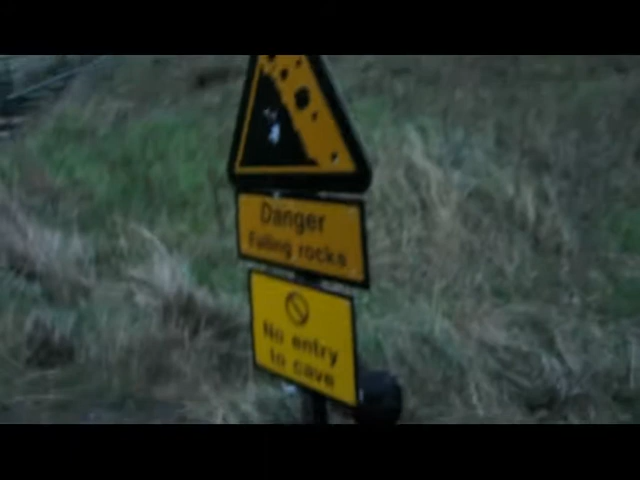 Danger
Falling rocks
No entry
to cave